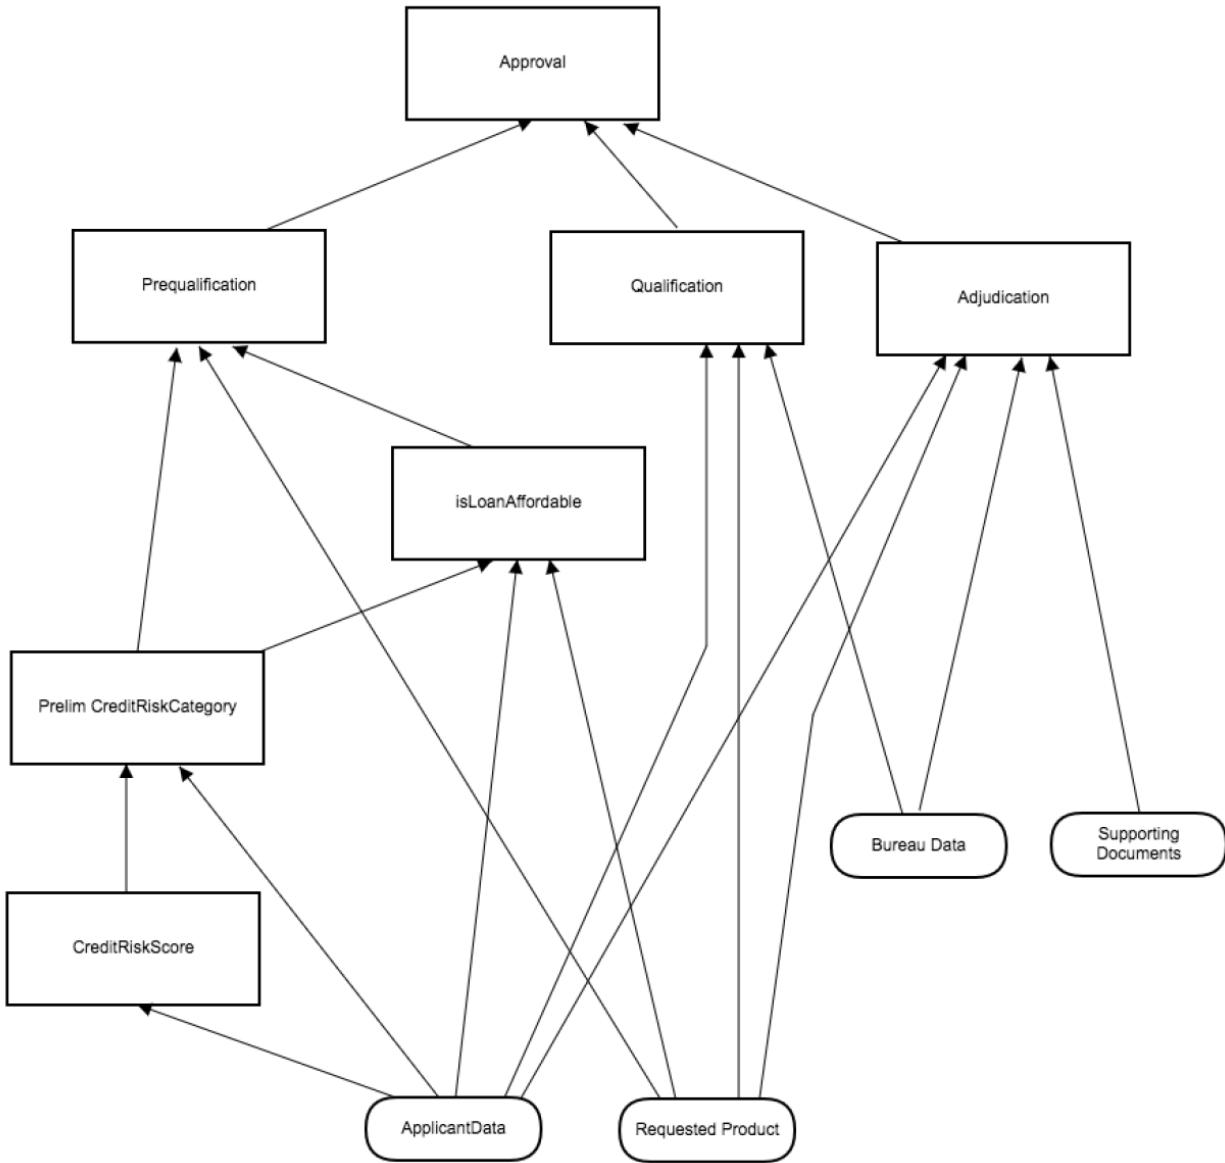 Approval
Prequalification
Qualification
Adjudication
isLoanAffordable
Prelim CreditRiskCategory
Bureau Data
Supporting
Documents
CreditRiskScore
ApplicantData
Requested Product